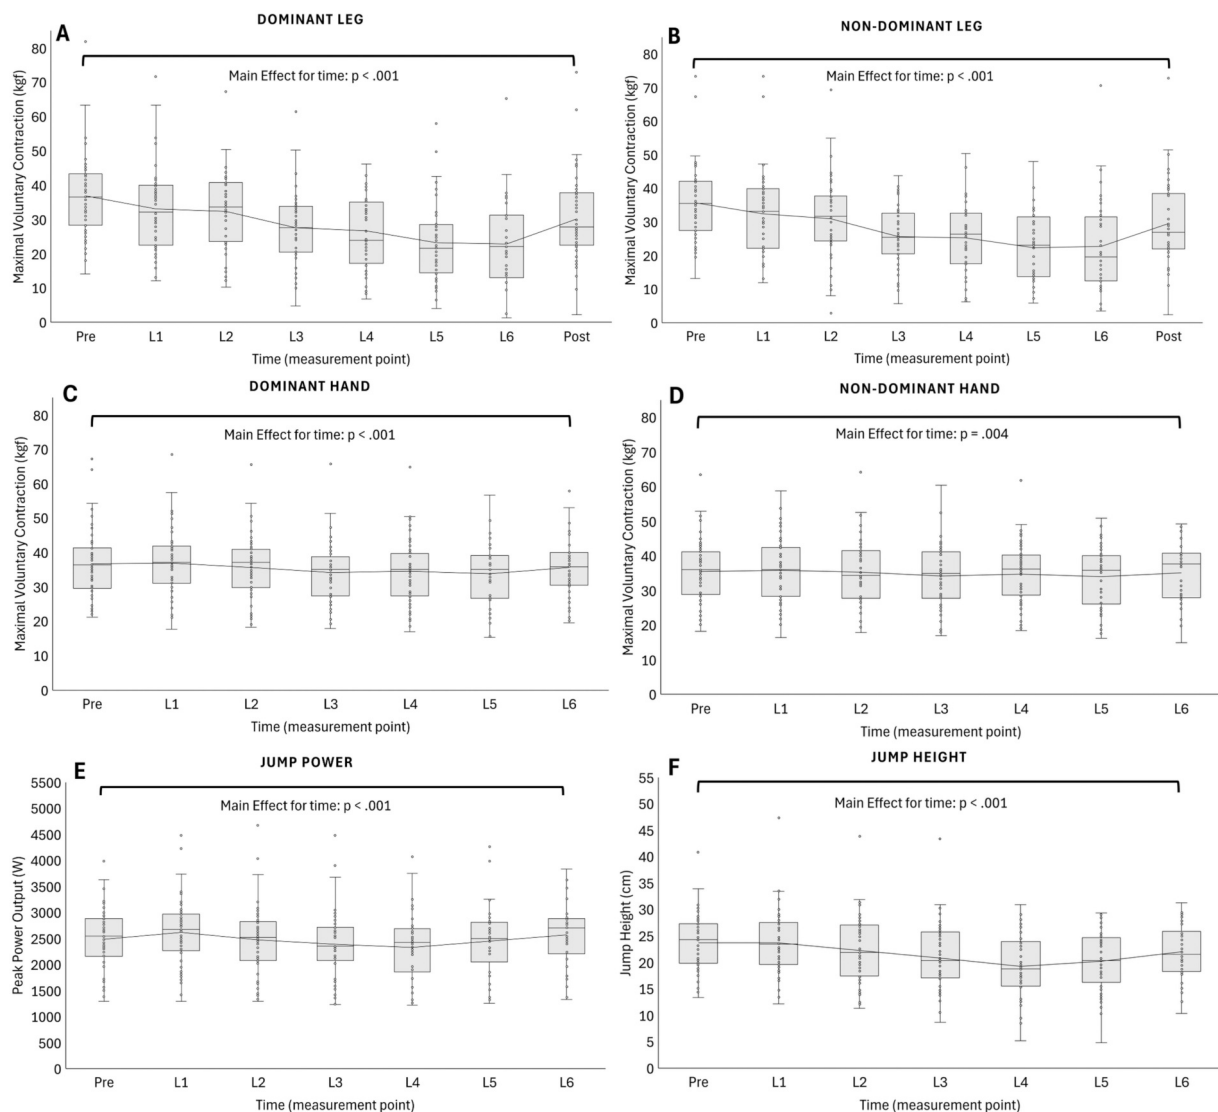 A
DOMINANT LEG
Main Effect for time: p < .001
Maximal Voluntary Contraction (kgf)
80
70
60
50
40
30
20
10
0
Pre L1 L2 L3 L4 L5 L6 Post
Time (measurement point)
B
NON-DOMINANT LEG
Main Effect for time: p < .001
Maximal Voluntary Contraction (kgf)
80
70
60
50
40
30
20
10
0
Pre L1 L2 L3 L4 L5 L6 Post
Time (measurement point)
C
DOMINANT HAND
Main Effect for time: p < .001
Maximal Voluntary Contraction (kgf)
80
70
60
50
40
30
20
10
0
Pre L1 L2 L3 L4 L5 L6
Time (measurement point)
D
NON-DOMINANT HAND
Main Effect for time: p = .004
Maximal Voluntary Contraction (kgf)
80
70
60
50
40
30
20
10
0
Pre L1 L2 L3 L4 L5 L6
Time (measurement point)
E
JUMP POWER
Main Effect for time: p < .001
Peak Power Output (W)
5500
5000
4500
4000
3500
3000
2500
2000
1500
1000
500
0
Pre L1 L2 L3 L4 L5 L6
Time (measurement point)
F
JUMP HEIGHT
Main Effect for time: p < .001
Jump Height (cm)
55
50
45
40
35
30
25
20
15
10
5
0
Pre L1 L2 L3 L4 L5 L6
Time (measurement point)